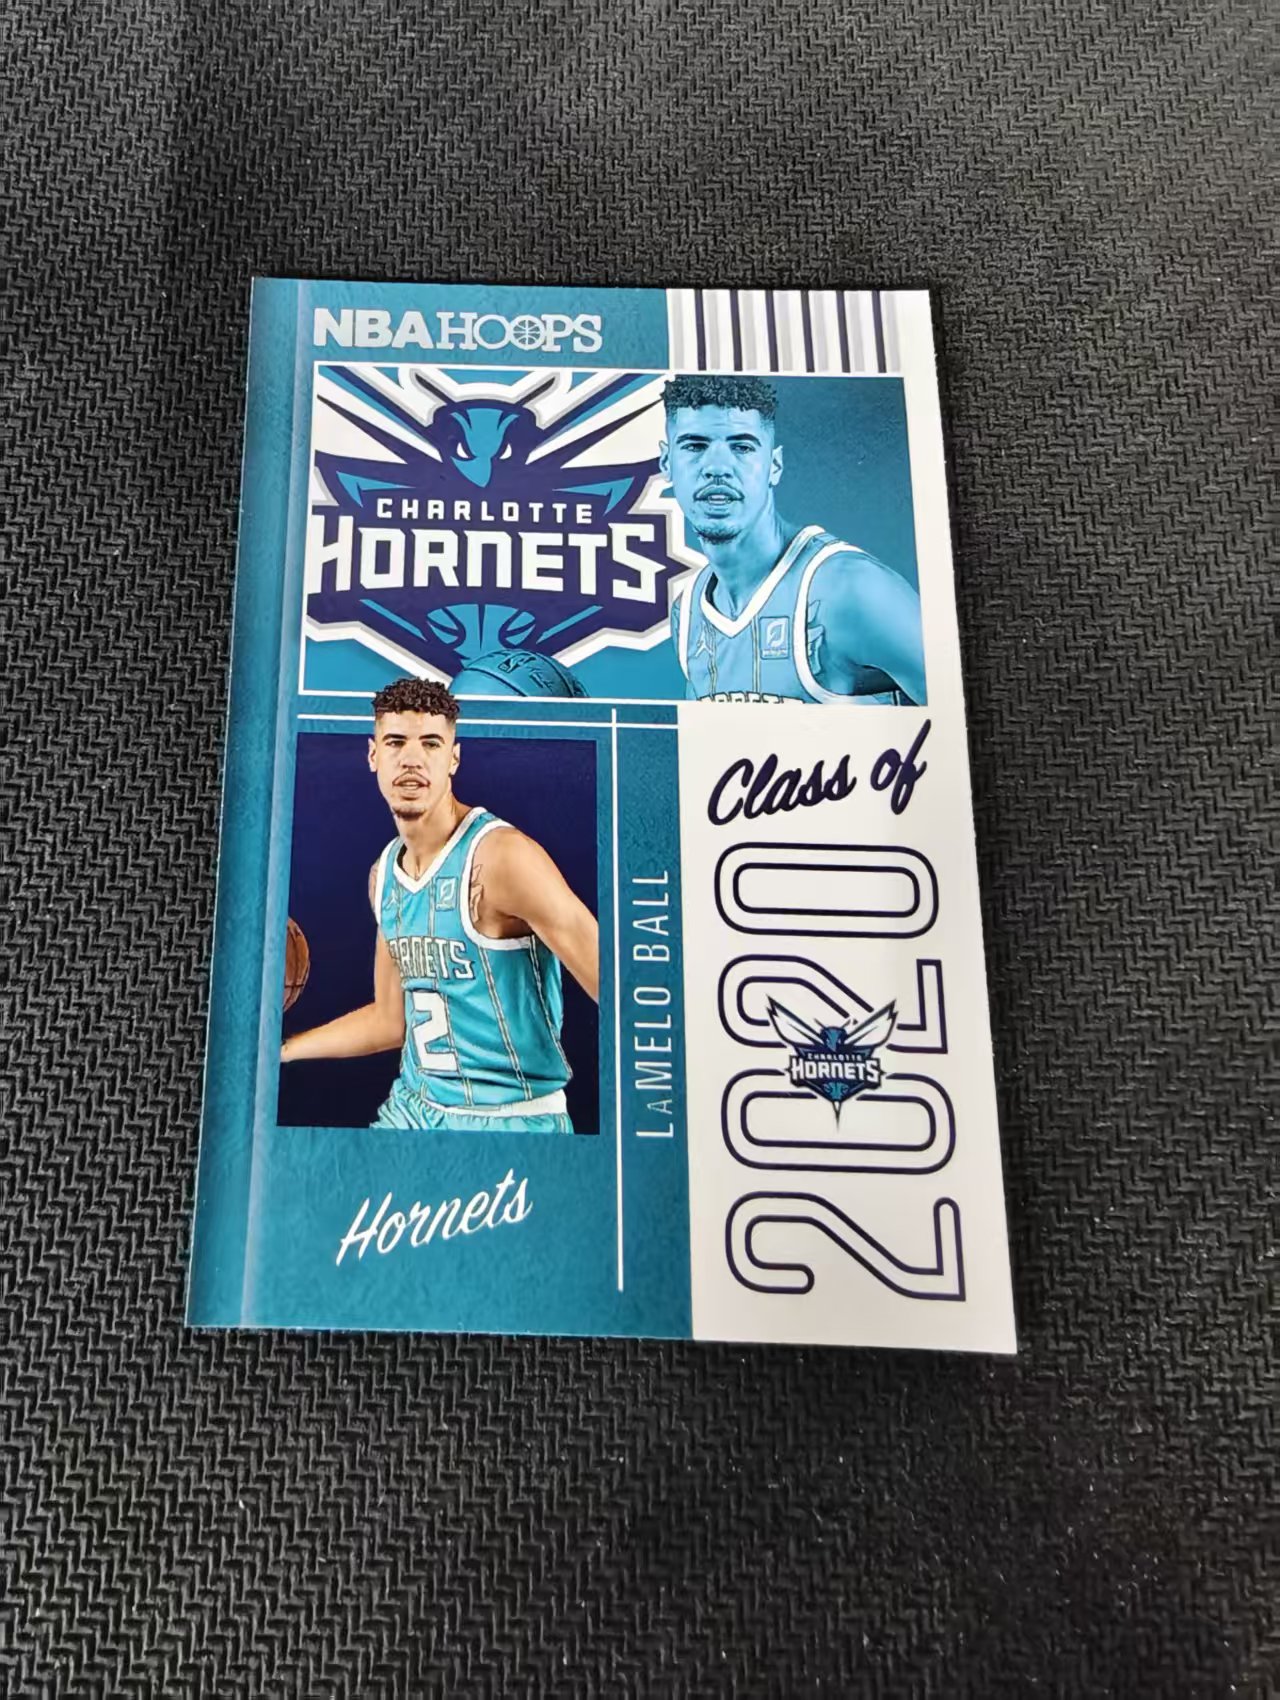 NBA HOOPS
CHARLOTTE
HORNETS
HORNETS
2
LAMELO BALL
Class of
2020
CHARLOTTE
HORNETS
Hornets